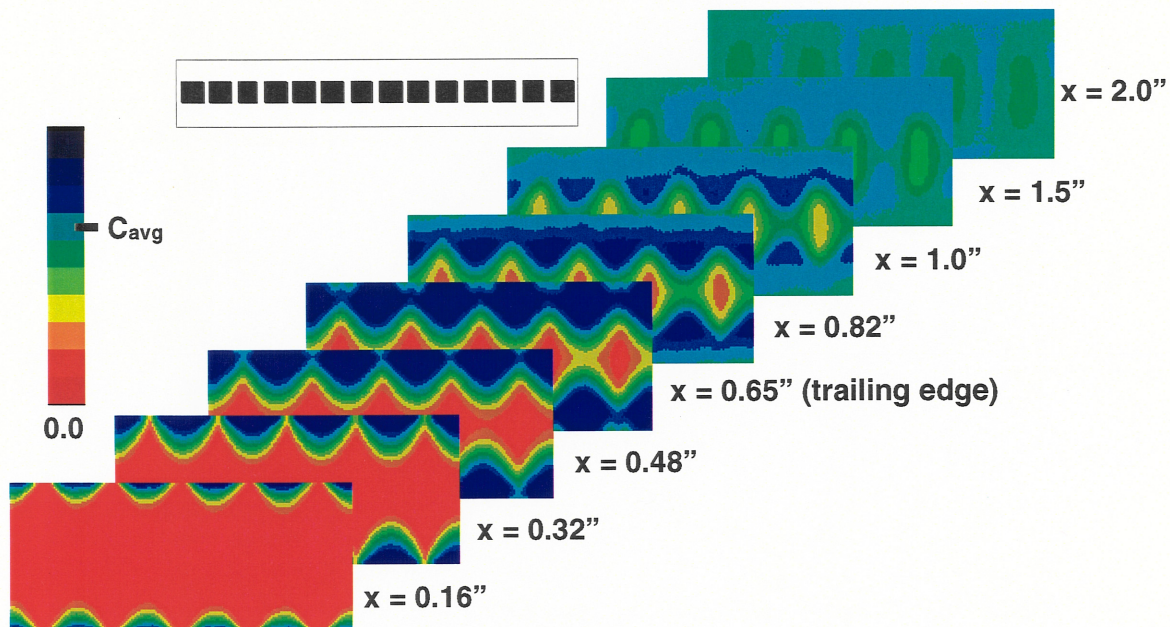 x = 2.0”
x = 1.5”
Cavg
x = 1.0”
x = 0.82”
x = 0.65” (trailing edge)
0.0
x = 0.48”
x = 0.32”
x = 0.16”